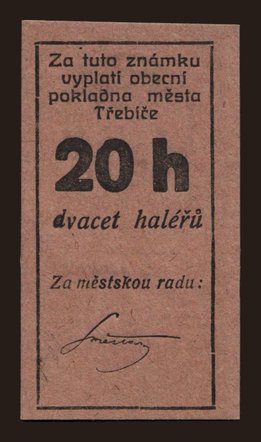 Za tuto známku
vyplatí obecní
pokladna města
Třebíče
20 h
dvacet haléřů
Za městskou radu: